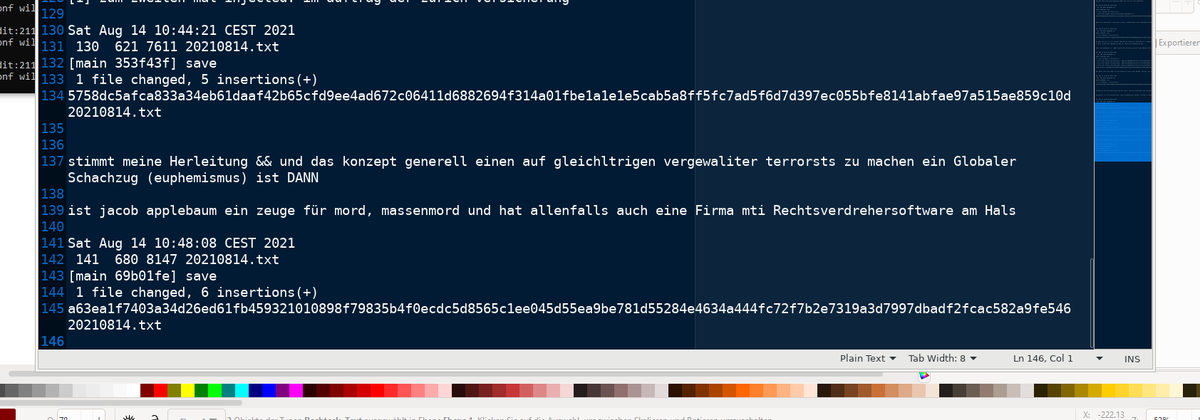 onf wil
dit:211
onf wil
dit:211
onf wil
129
130 Sat Aug 14 10:44:21 CEST 2021
131  130  621 7611 20210814.txt
132 [main 353f43f] save
133  1 file changed, 5 insertions(+)
134 5758dc5afca833a34eb61daaf42b65cfd9ee4ad672c06411d6882694f314a01fbe1a1e1e5cab5a8ff5fc7ad5f6d7d397ec055bfe8141abfae97a515ae859c10d
20210814.txt
135
136
137 stimmt meine Herleitung && und das konzept generell einen auf gleichltrigen vergewaliter terrorsts zu machen ein Globaler
Schachzug (euphemismus) ist DANN
138
139 ist jacob applebaum ein zeuge für mord, massenmord und hat allenfalls auch eine Firma mti Rechtsverdrehersoftware am Hals
140
141 Sat Aug 14 10:48:08 CEST 2021
142  141  680 8147 20210814.txt
143 [main 69b01fe] save
144  1 file changed, 6 insertions(+)
145 a63ea1f7403a34d26ed61fb459321010898f79835b4f0ecdc5d8565c1ee045d55ea9be781d55284e4634a444fc72f7b2e7319a3d7997dbadf2fcac582a9fe546
20210814.txt
146
Exportieren
Plain Text Tab Width: 8 Ln 146, Col 1 INS
X: -222.13